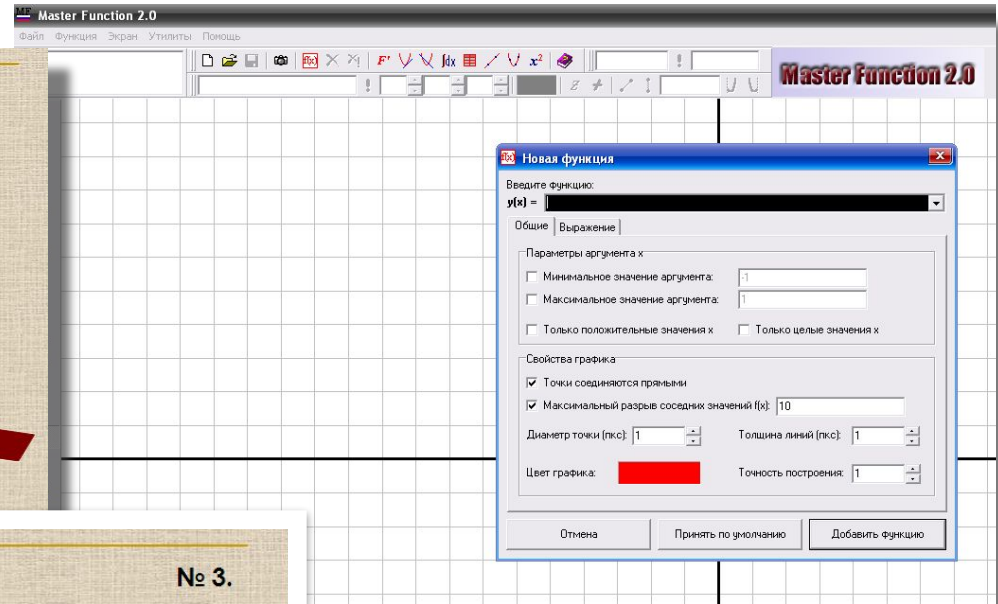 Master Function 2.0
Файл Функция Экран Утилиты Помощь
F' ∫dx x²
! !
! Z
Master Function 2.0
Новая функция
Введите функцию:
y(x) =
Общие Выражение
Параметры аргумента x
Минимальное значение аргумента: -1
Максимальное значение аргумента: 1
Только положительные значения x Только целые значения x
Свойства графика
Точки соединяются прямыми
Максимальный разрыв соседних значений f(x): 10
Диаметр точки (пкс): 1 Толщина линий (пкс): 1
Цвет графика: Точность построения: 1
Отмена Принять по умолчанию Добавить функцию
№ 3.